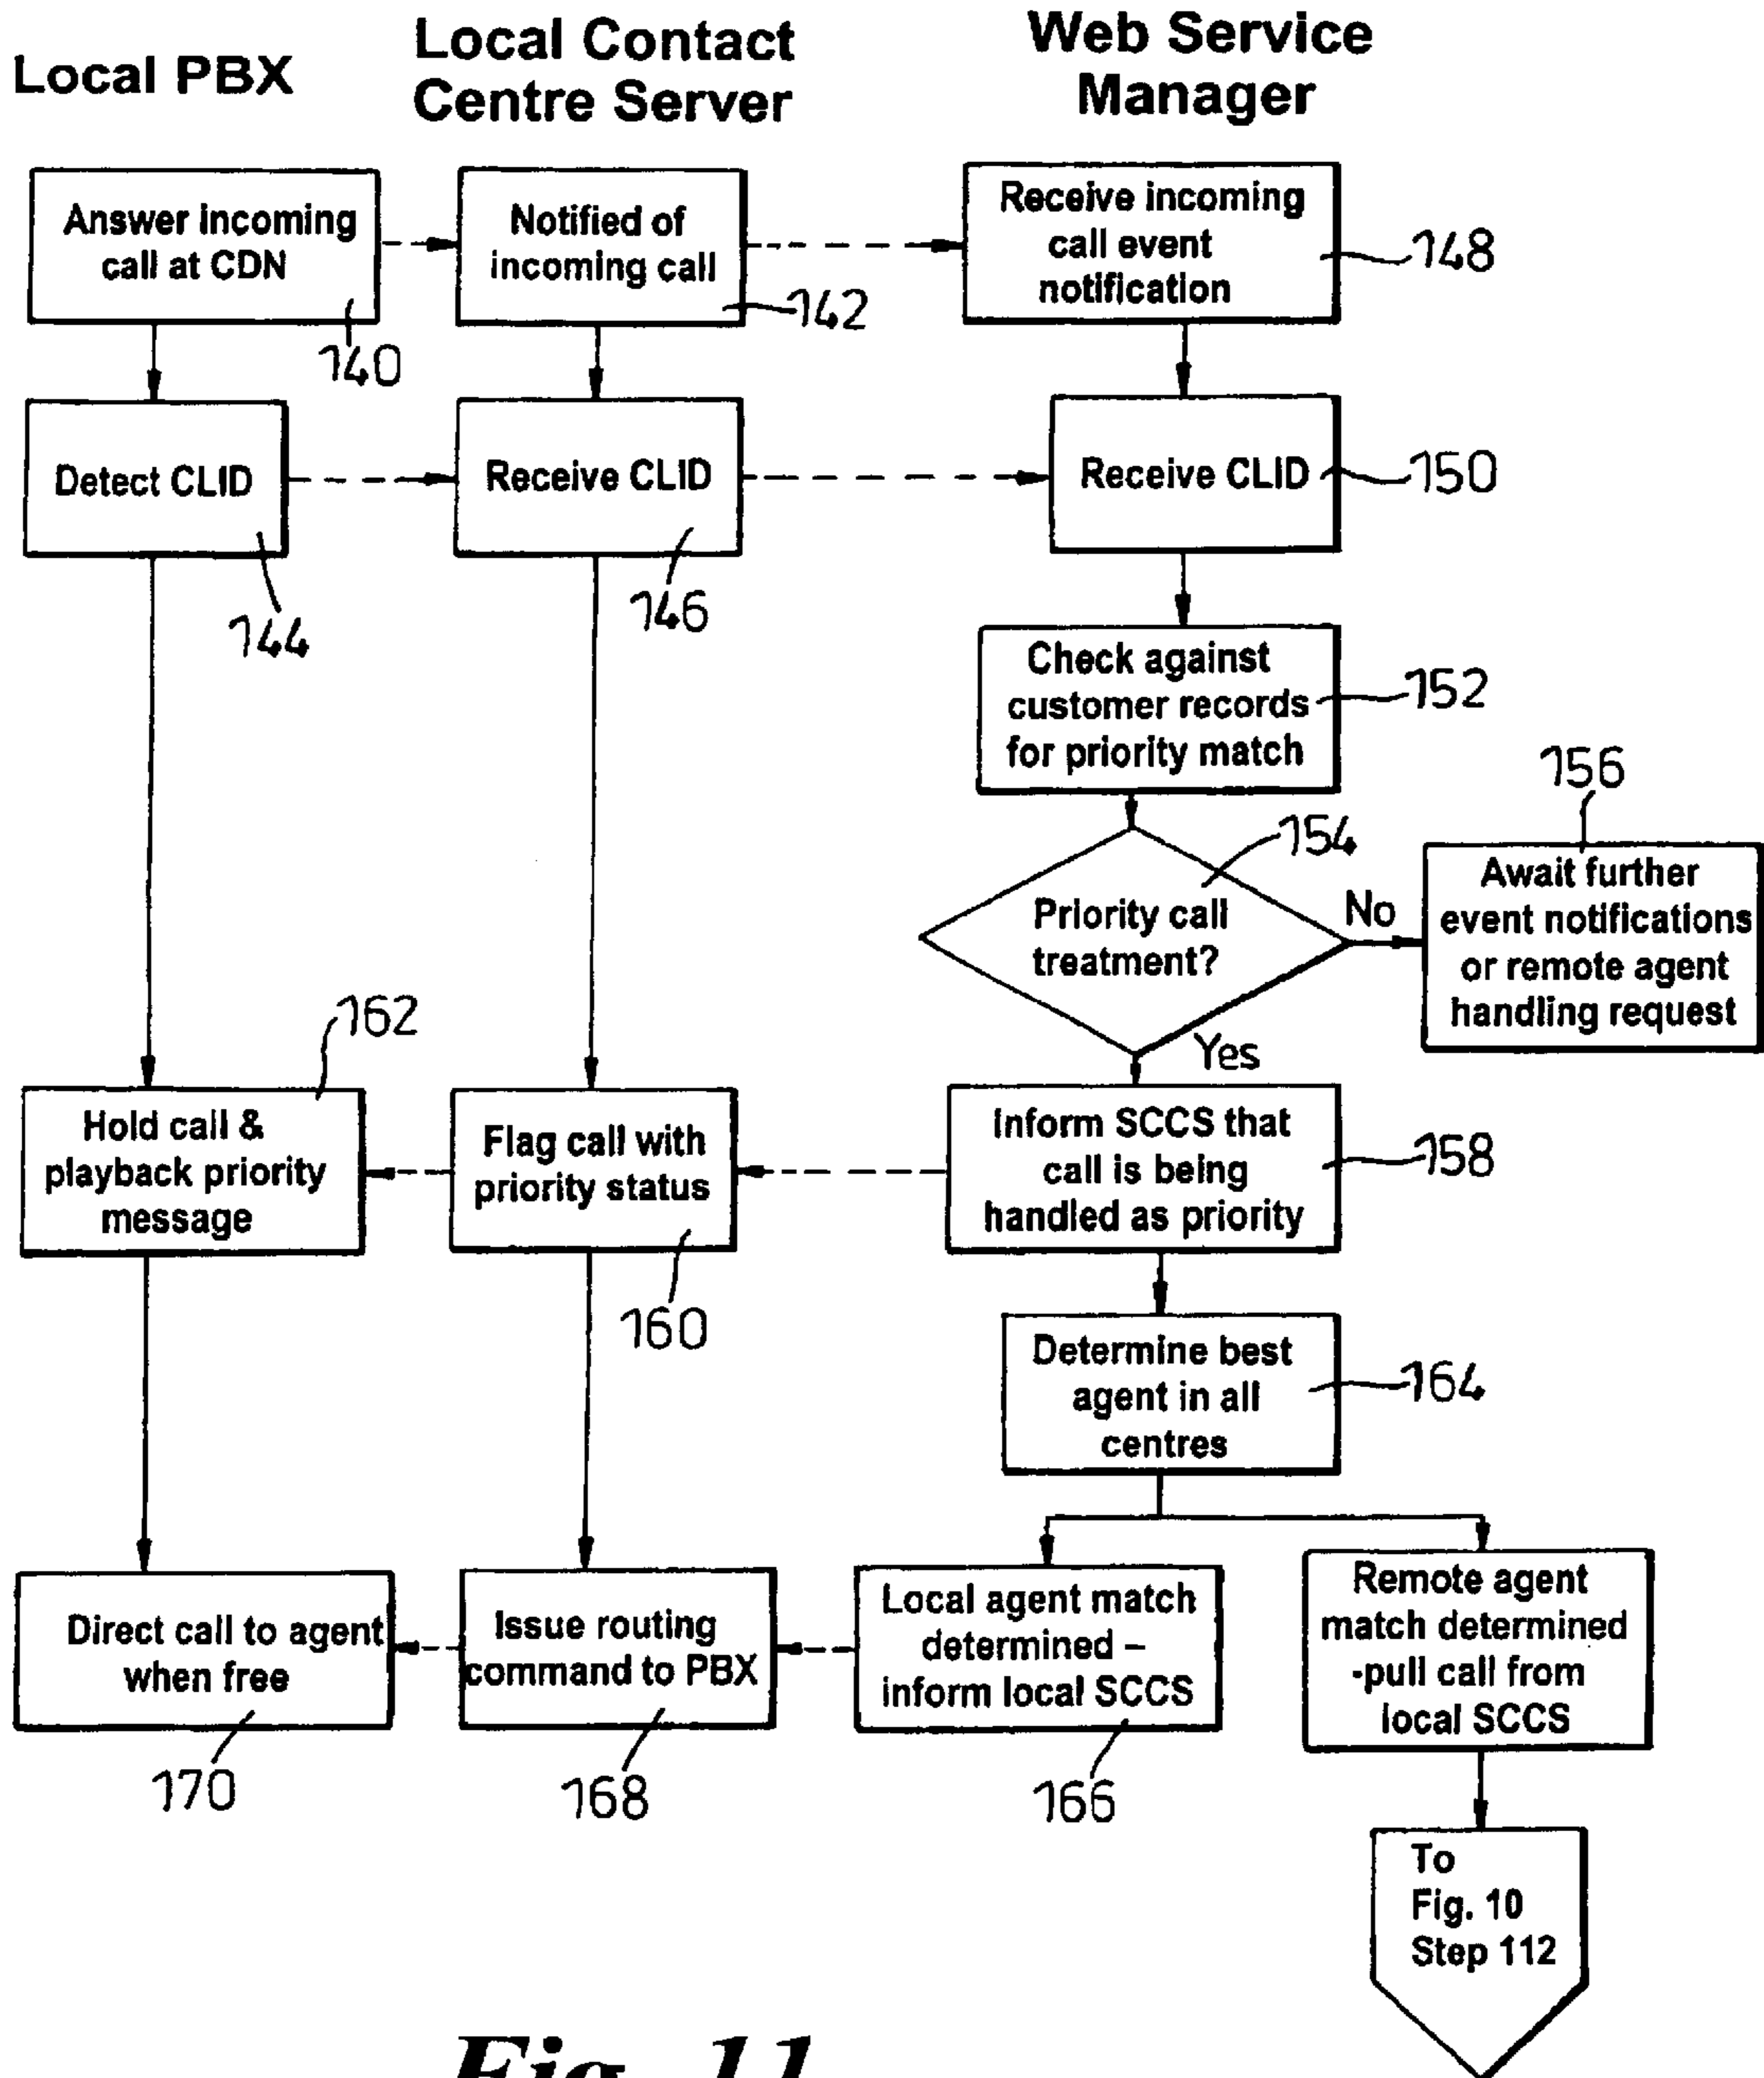 Local PBX
Local Contact
Centre Server
Web Service
Manager
Answer incoming
call at CDN
140
Notified of
incoming call
142
Receive incoming
call event
notification
148
Detect CLID
144
Receive CLID
146
Receive CLID
150
Check against
customer records
for priority match
152
154
Priority call
treatment?
No
156
Await further
event notifications
or remote agent
handling request
Yes
162
Hold call &
playback priority
message
Flag call with
priority status
160
Inform SCCS that
call is being
handled as priority
158
Determine best
agent in all
centres
164
Direct call to agent
when free
170
Issue routing
command to PBX
168
Local agent match
determined –
inform local SCCS
166
Remote agent
match determined
-pull call from
local SCCS
To
Fig. 10
Step 112
Fig. 11